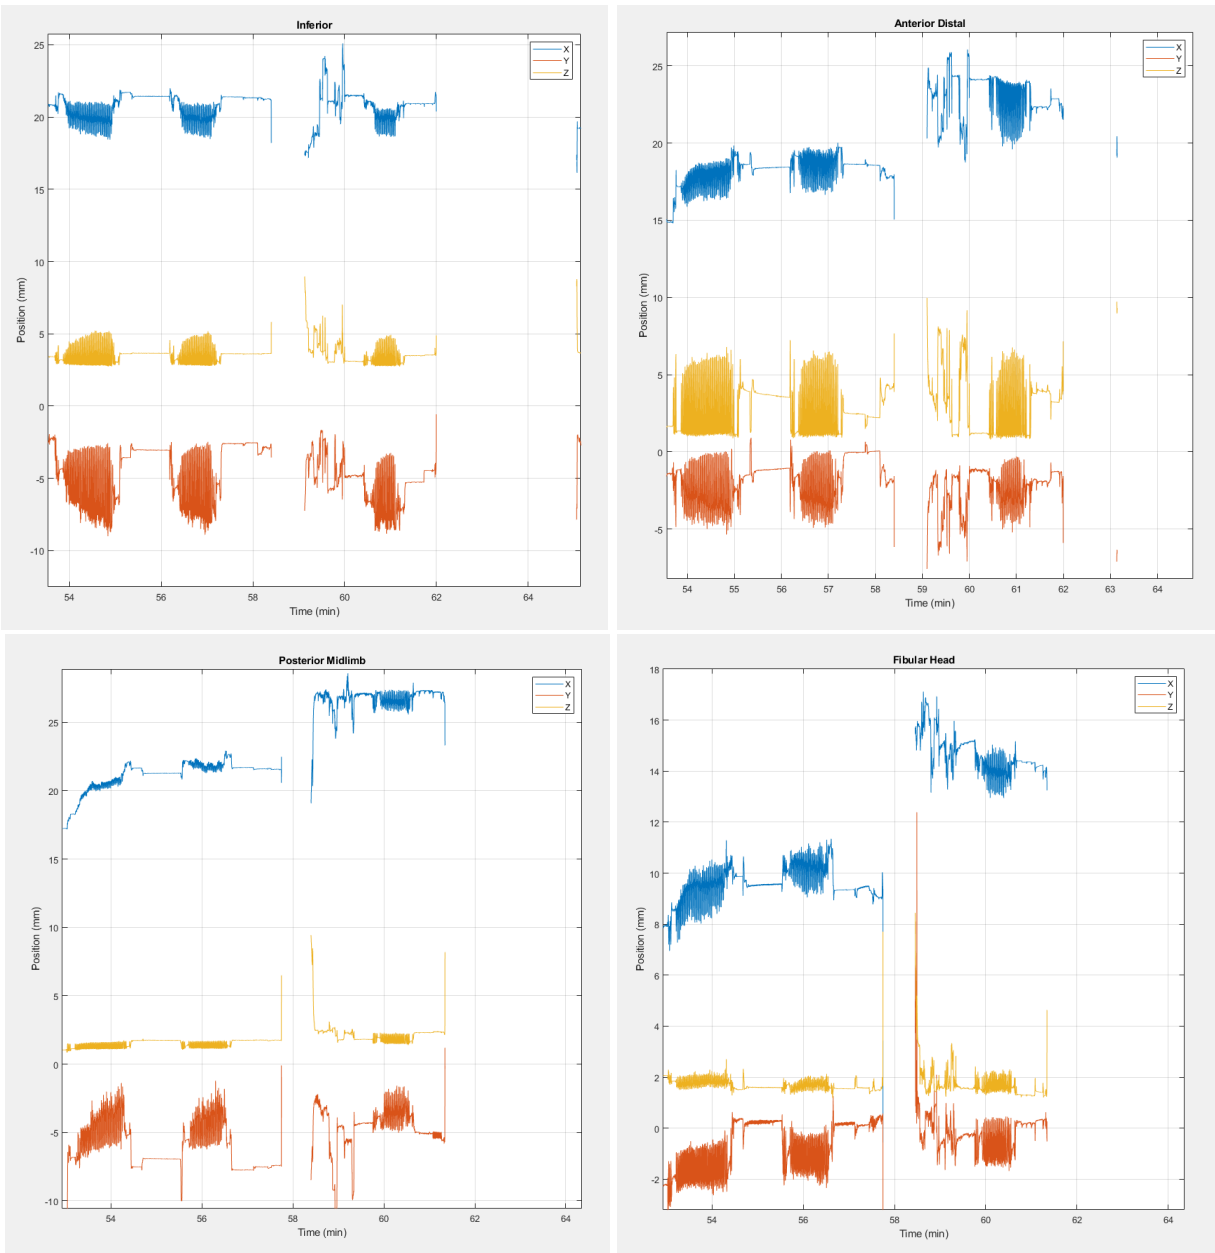 Inferior
X
Y
Z
25
20
15
10
5
0
-5
-10
Position (mm)
54
56
58
60
62
64
Time (min)
Anterior Distal
X
Y
Z
25
20
15
10
5
0
-5
Position (mm)
54
55
56
57
58
59
60
61
62
63
64
Time (min)
Posterior Midlimb
X
Y
Z
25
20
15
10
5
0
-5
-10
Position (mm)
54
56
58
60
62
64
Time (min)
Fibular Head
X
Y
Z
18
16
14
12
10
8
6
4
2
0
-2
Position (mm)
54
56
58
60
62
64
Time (min)